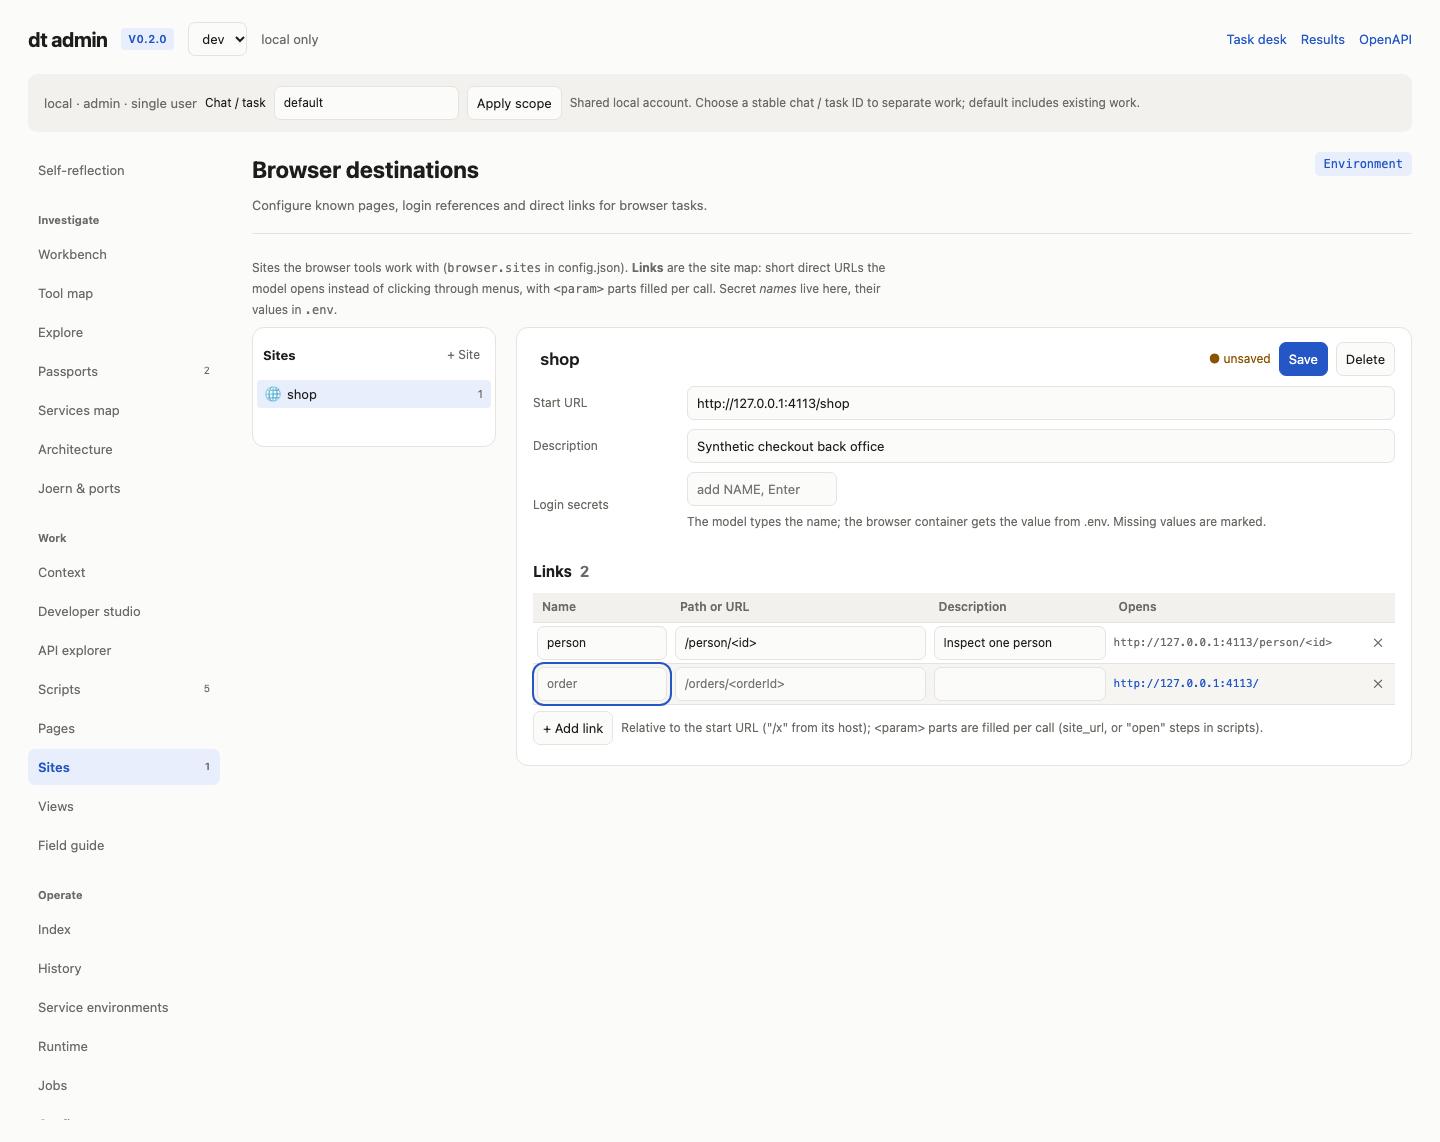 dt admin V0.2.0 dev local only Task desk Results OpenAPI
local · admin · single user Chat / task default Apply scope Shared local account. Choose a stable chat / task ID to separate work; default includes existing work.
Self-reflection
Investigate
Workbench
Tool map
Explore
Passports 2
Services map
Architecture
Joern & ports
Work
Context
Developer studio
API explorer
Scripts 5
Pages
Sites 1
Views
Field guide
Operate
Index
History
Service environments
Runtime
Jobs
Browser destinations Environment
Configure known pages, login references and direct links for browser tasks.
Sites the browser tools work with (browser.sites in config.json). Links are the site map: short direct URLs the
model opens instead of clicking through menus, with <param> parts filled per call. Secret names live here, their
values in .env.
Sites + Site
shop 1
shop unsaved Save Delete
Start URL http://127.0.0.1:4113/shop
Description Synthetic checkout back office
Login secrets add NAME, Enter
The model types the name; the browser container gets the value from .env. Missing values are marked.
Links 2
Name Path or URL Description Opens
person /person/<id> Inspect one person http://127.0.0.1:4113/person/<id> ×
order /orders/<orderId> http://127.0.0.1:4113/ ×
+ Add link Relative to the start URL ("/x" from its host); <param> parts are filled per call (site_url, or "open" steps in scripts).